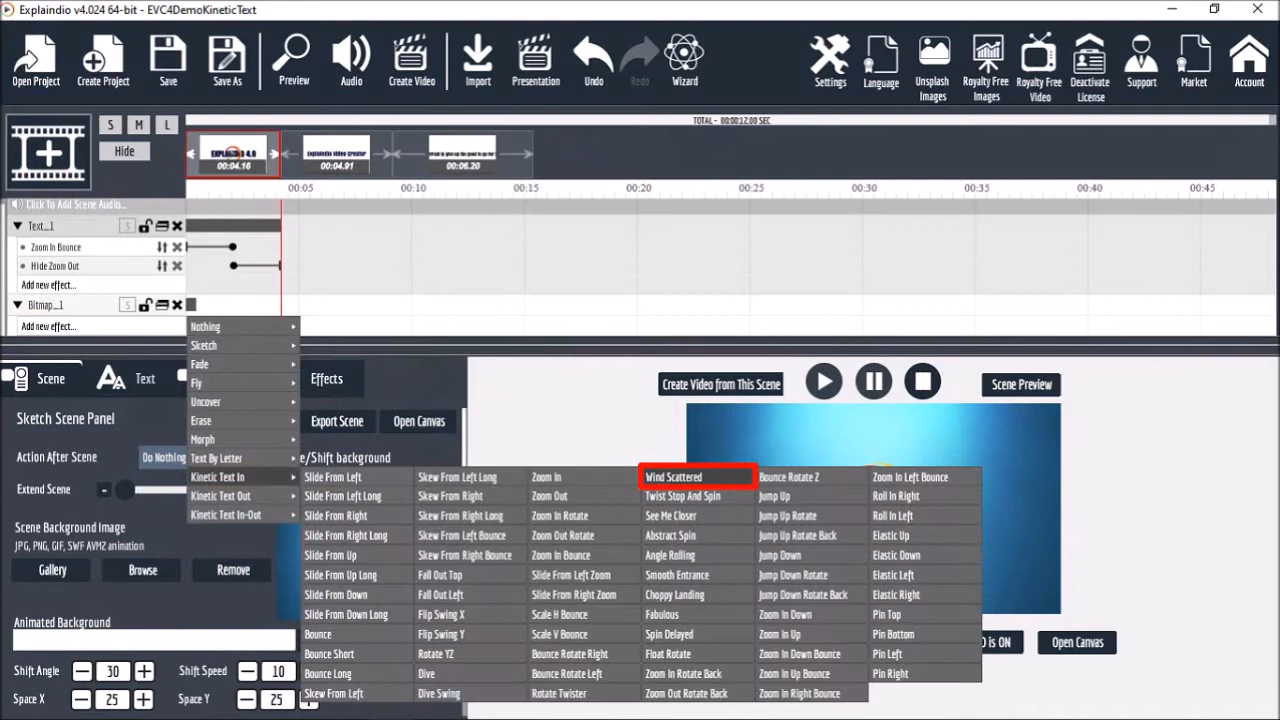 Explaindio v4.024 64-bit - EVC4DemoKineticText
Open Project
Create Project
Save
Save As
Preview
Audio
Create Video
Import
Presentation
Undo
Redo
Wizard
Settings
Language
Unsplash Images
Royalty Free Images
Royalty Free Video
Deactivate License
Support
Market
Account
TOTAL - 00:00:12.00 SEC
S M L
Hide
EXPLAINDIO 4.0
00:04.16
Explaindio Video Creator
00:04.91
00:06.20
00:05 00:10 00:15 00:20 00:25 00:30 00:35 00:40 00:45
Click To Add Scene Audio...
Text_1 S
Zoom In Bounce
Hide Zoom Out
Add new effect...
Bitmap_1 S
Add new effect...
Nothing
Sketch
Fade
Fly
Uncover
Erase
Morph
Text By Letter
Kinetic Text In
Kinetic Text Out
Kinetic Text In-Out
Scene
Text
Effects
Sketch Scene Panel
Export Scene
Open Canvas
Action After Scene
Do Nothing
e/Shift background
Extend Scene -
Scene Background Image
JPG, PNG, GIF, SWF AVMZ animation
Gallery
Browse
Remove
Animated Background
Shift Angle 30
Shift Speed 10
Space X 25
Space Y 25
Create Video from This Scene
Scene Preview
D is ON
Open Canvas
Slide From Left
Slide From Left Long
Slide From Right
Slide From Right Long
Slide From Up
Slide From Up Long
Slide From Down
Slide From Down Long
Bounce
Bounce Short
Bounce Long
Skew From Left
Skew From Left Long
Skew From Right
Skew From Right Long
Skew From Left Bounce
Skew From Right Bounce
Fall Out Top
Fall Out Left
Flip Swing X
Flip Swing Y
Rotate YZ
Dive
Dive Swing
Zoom In
Zoom Out
Zoom In Rotate
Zoom Out Rotate
Zoom In Bounce
Slide From Left Zoom
Slide From Right Zoom
Scale H Bounce
Scale V Bounce
Bounce Rotate Right
Bounce Rotate Left
Rotate Twister
Wind Scattered
Twist Stop And Spin
See Me Closer
Abstract Spin
Angle Rolling
Smooth Entrance
Choppy Landing
Fabulous
Spin Delayed
Float Rotate
Zoom In Rotate Back
Zoom Out Rotate Back
Bounce Rotate Z
Jump Up
Jump Up Rotate
Jump Up Rotate Back
Jump Down
Jump Down Rotate
Jump Down Rotate Back
Zoom In Down
Zoom In Up
Zoom In Down Bounce
Zoom In Up Bounce
Zoom In Right Bounce
Zoom In Left Bounce
Roll In Right
Roll In Left
Elastic Up
Elastic Down
Elastic Left
Elastic Right
Pin Top
Pin Bottom
Pin Left
Pin Right